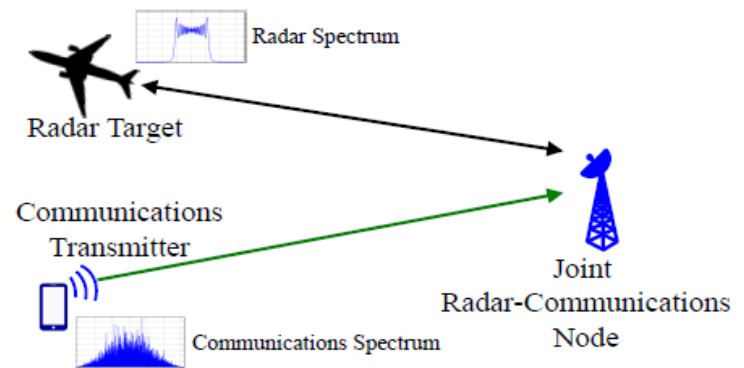 Radar Spectrum
Radar Target
Communications
Transmitter
Joint
Radar-Communications
Node
Communications Spectrum